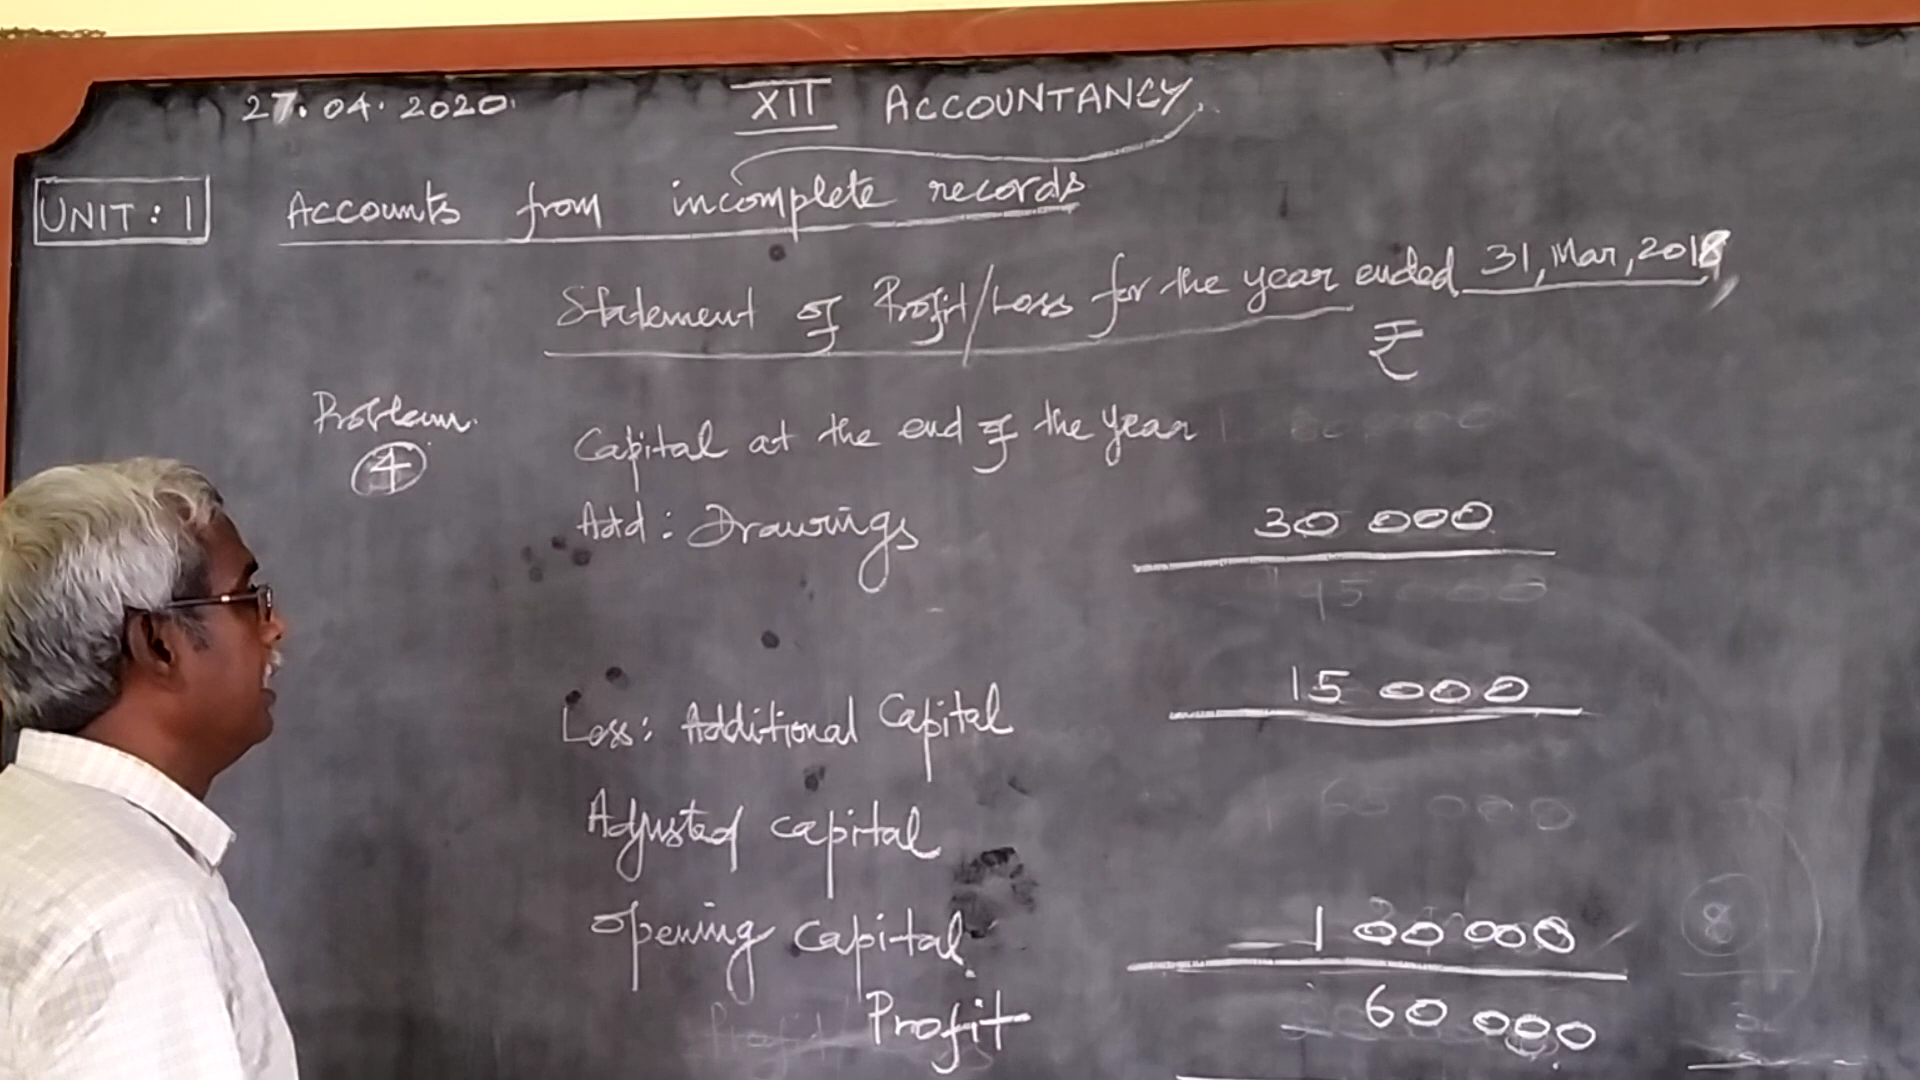 27.04.2020 XII ACCOUNTANCY
UNIT: 1 Accounts from incomplete records
Statement of Profit/Loss for the year ended 31, Mar, 2018
₹
Problem 4
Capital at the end of the year
Add: Drawings 30 000
Less: Additional Capital 15 000
Adjusted capital
Opening capital 1 00 000
Profit 60 000
8